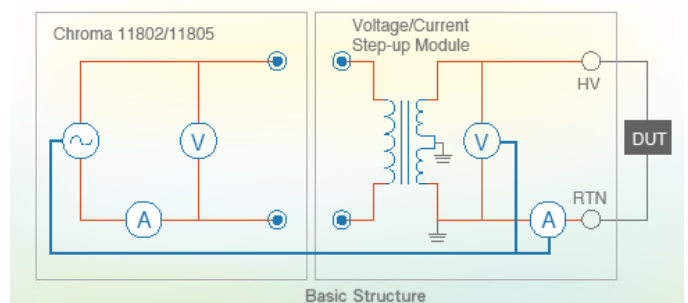 Chroma 11802/11805
Voltage/Current
Step-up Module
HV
V
V
DUT
RTN
A
A
Basic Structure